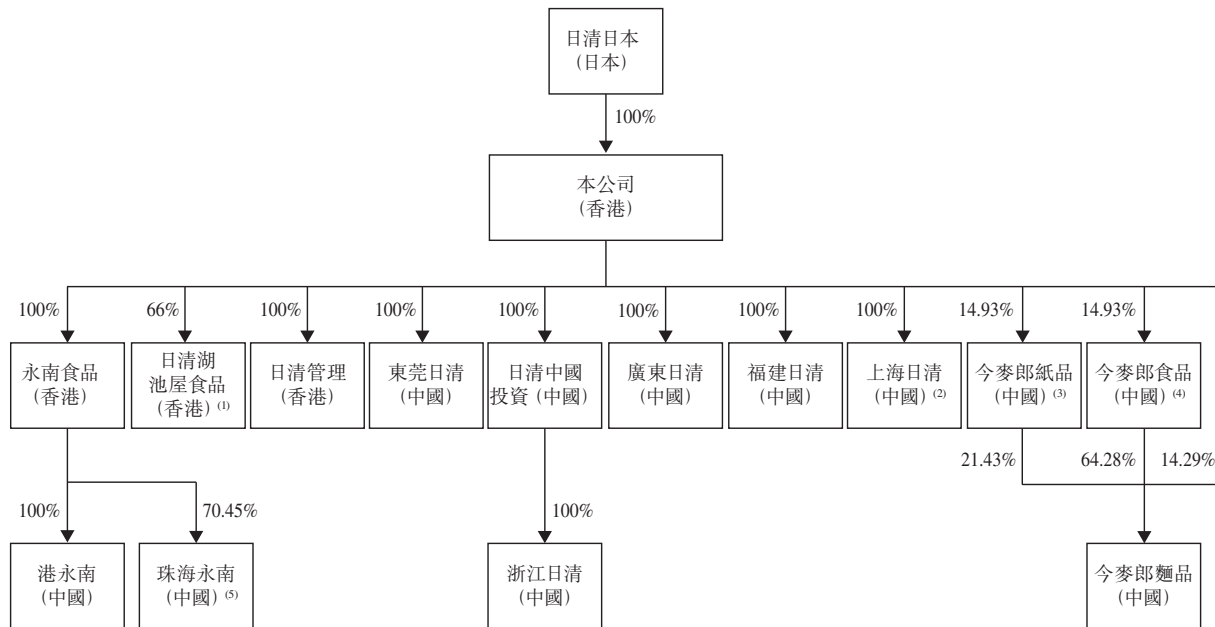 日清日本
(日本)
100%
本公司
(香港)
100%
66%
100%
100%
100%
100%
100%
100%
14.93%
14.93%
永南食品
(香港)
日清湖
池屋食品
(香港) (1)
日清管理
(香港)
東莞日清
(中國)
日清中國
投資 (中國)
廣東日清
(中國)
福建日清
(中國)
上海日清
(中國) (2)
今麥郎紙品
(中國) (3)
今麥郎食品
(中國) (4)
21.43%
64.28%
14.29%
100%
70.45%
100%
港永南
(中國)
珠海永南
(中國) (5)
浙江日清
(中國)
今麥郎麵品
(中國)